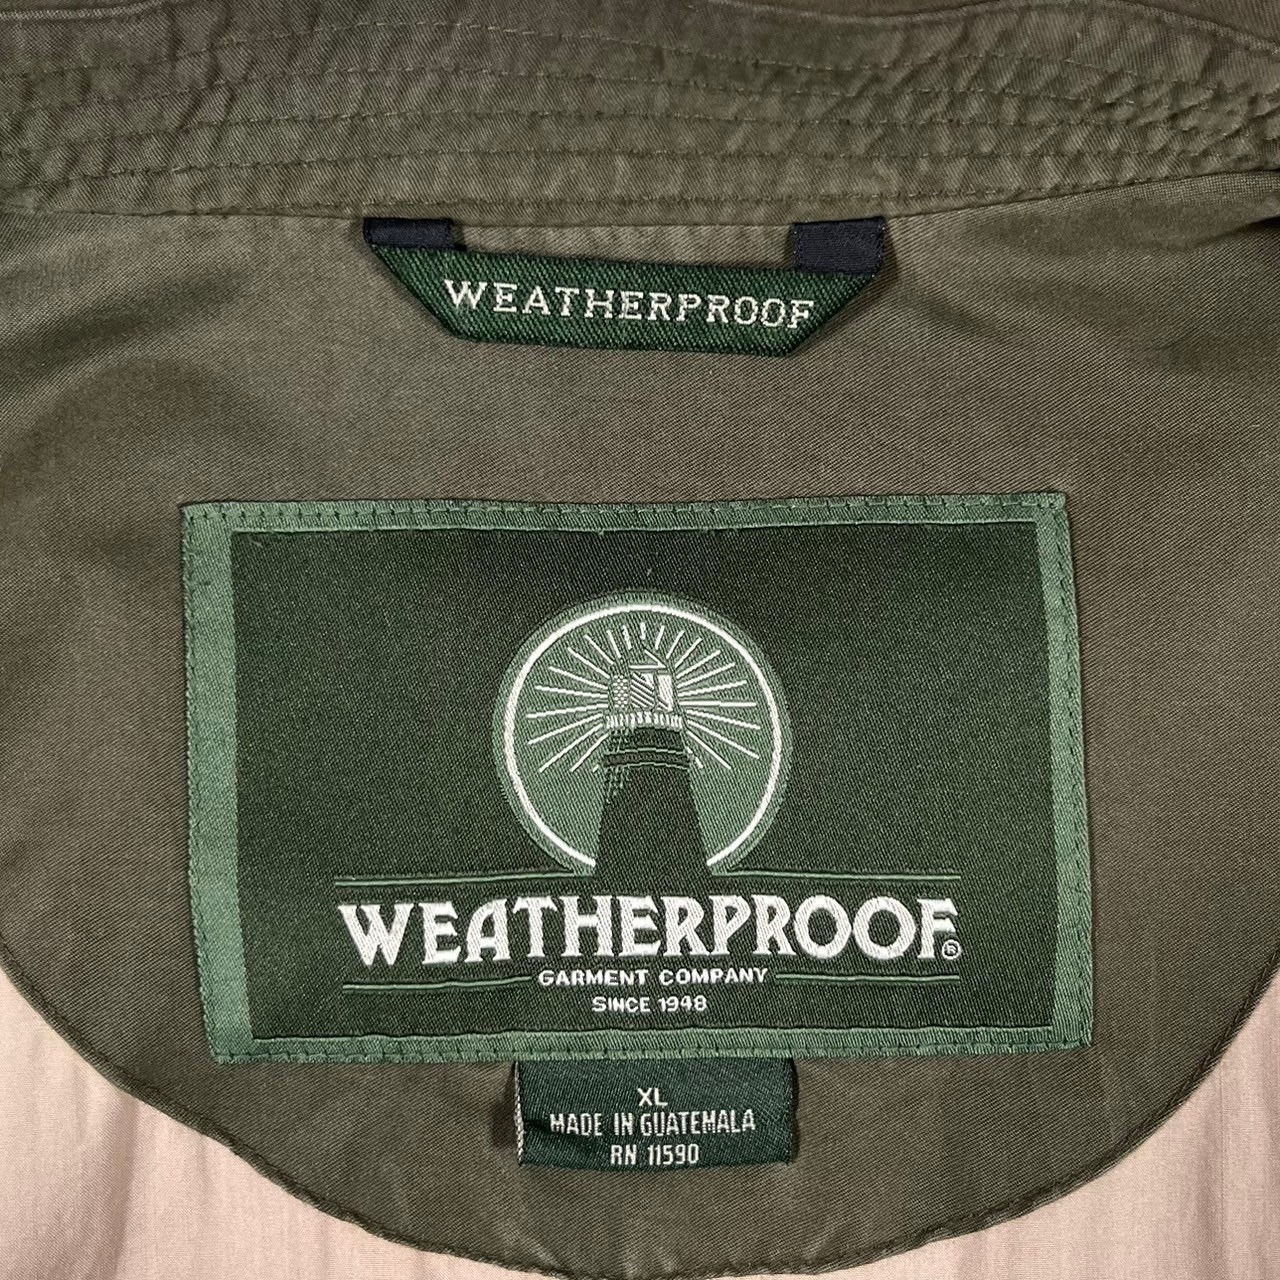 WEATHERPROOF
WEATHERPROOF®
GARMENT COMPANY
SINCE 1948
XL
MADE IN GUATEMALA
RN 11590